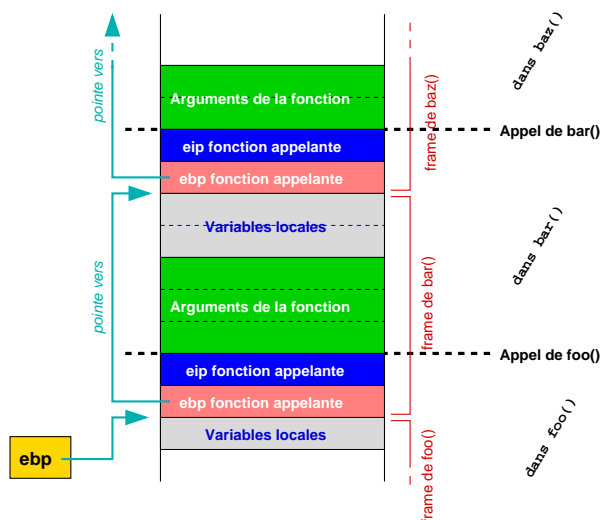 pointe vers
Arguments de la fonction
frame de baz()
dans baz()
Appel de bar()
eip fonction appelante
ebp fonction appelante
pointe vers
Variables locales
frame de bar()
dans bar()
Arguments de la fonction
Appel de foo()
eip fonction appelante
ebp fonction appelante
Variables locales
ebp
frame de foo()
dans foo()